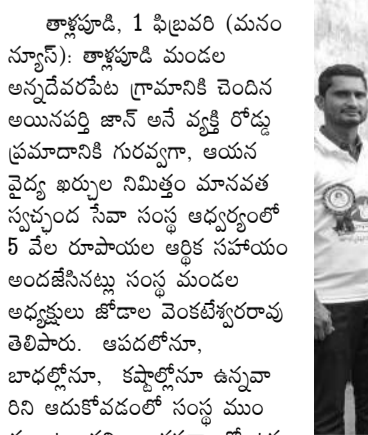 తాళ్లపూడి, 1 ఫిబ్రవరి (మనం
న్యూస్): తాళ్లపూడి మండల
అన్నదేవరపేట గ్రామానికి చెందిన
అయినపర్తి జాన్ అనే వ్యక్తి రోడ్డు
ప్రమాదానికి గురవ్వగా, ఆయన
వైద్య ఖర్చుల నిమిత్తం మానవత
స్వచ్ఛంద సేవా సంస్థ ఆధ్వర్యంలో
5 వేల రూపాయల ఆర్థిక సహాయం
అందజేసినట్లు సంస్థ మండల
అధ్యక్షులు జోడాల వెంకటేశ్వరరావు
తెలిపారు. ఆపదలోనూ,
బాధల్లోనూ, కష్టాల్లోనూ ఉన్నవా
రిని ఆదుకోవడంలో సంస్థ ముం